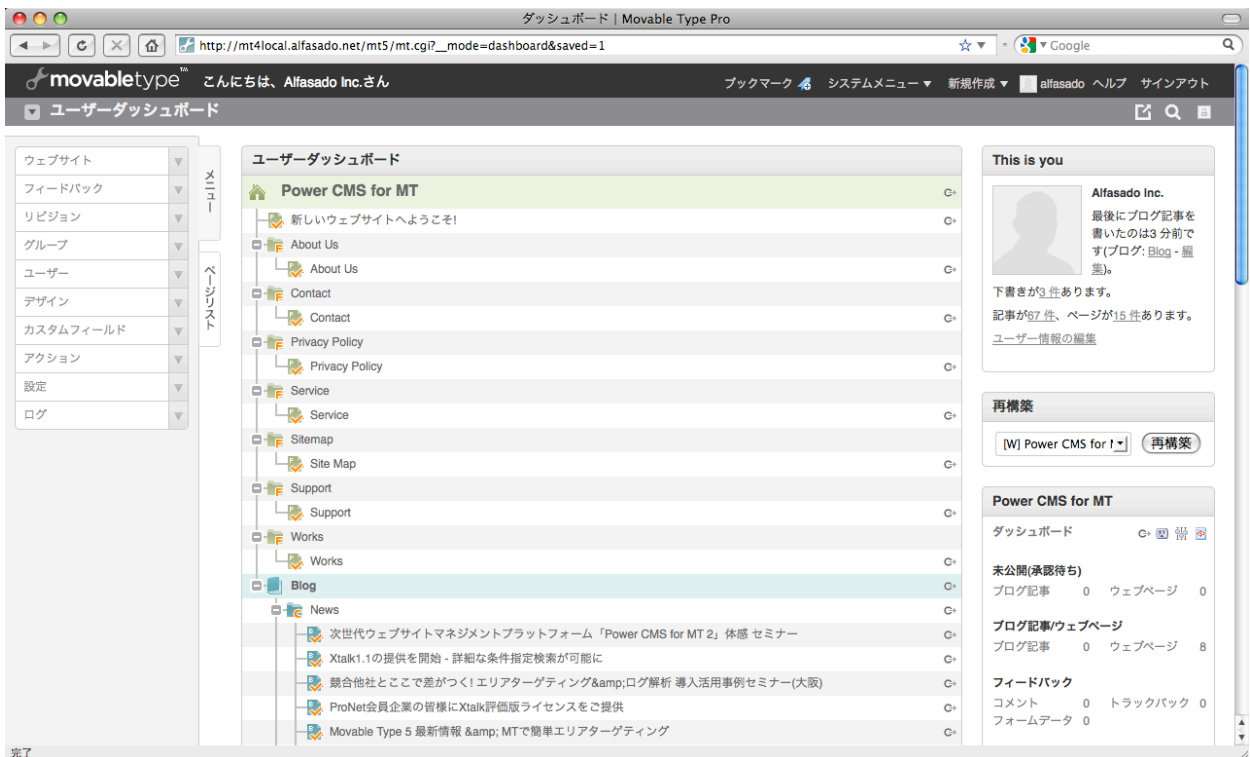 ダッシュボード | Movable Type Pro
http://mt4local.alfasado.net/mt5/mt.cgi?__mode=dashboard&saved=1
Google
movabletype™ こんにちは、Alfasado Inc.さん
ブックマーク システムメニュー 新規作成 alfasado ヘルプ サインアウト
ユーザーダッシュボード
ウェブサイト
フィードバック
リビジョン
グループ
ユーザー
デザイン
カスタムフィールド
アクション
設定
ログ
メニュー
ページリスト
ユーザーダッシュボード
Power CMS for MT
新しいウェブサイトへようこそ!
About Us
About Us
Contact
Contact
Privacy Policy
Privacy Policy
Service
Service
Sitemap
Site Map
Support
Support
Works
Works
Blog
News
次世代ウェブサイトマネジメントプラットフォーム「Power CMS for MT 2」体感 セミナー
Xtalk1.1の提供を開始 - 詳細な条件指定検索が可能に
競合他社とここで差がつく! エリアターゲティング&amp;ログ解析 導入活用事例セミナー(大阪)
ProNet会員企業の皆様にXtalk評価版ライセンスをご提供
Movable Type 5 最新情報 &amp; MTで簡単エリアターゲティング
This is you
Alfasado Inc.
最後にブログ記事を
書いたのは3 分前で
す(ブログ: Blog - 編
集)。
下書きが3 件あります。
記事が67 件、ページが15 件あります。
ユーザー情報の編集
再構築
[W] Power CMS for 再構築
Power CMS for MT
ダッシュボード
未公開(承認待ち)
ブログ記事 0 ウェブページ 0
ブログ記事/ウェブページ
ブログ記事 0 ウェブページ 8
フィードバック
コメント 0 トラックバック 0
フォームデータ 0
完了